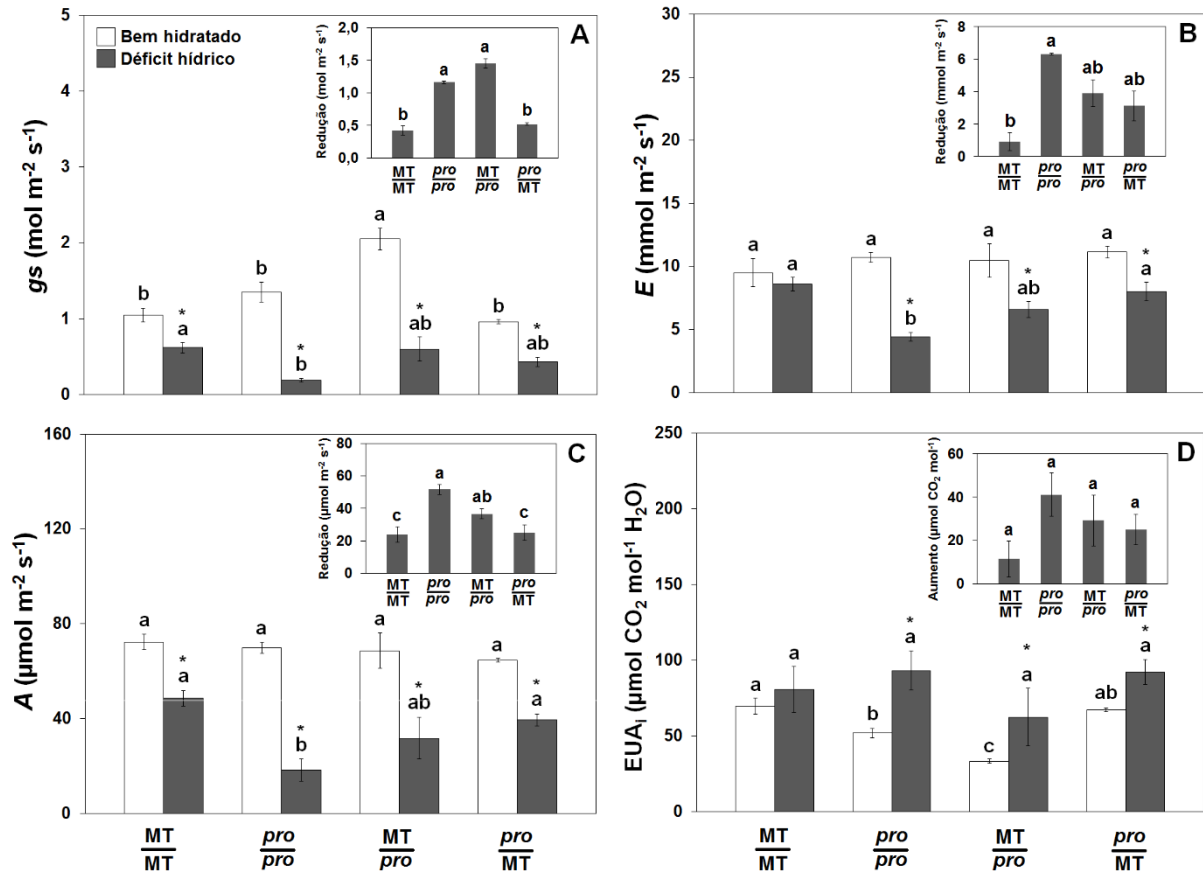 A
Bem hidratado
Déficit hídrico
gs (mol m-2 s-1)
5
4
3
2
1
0
b
b
a
b
*
a
*
b
*
ab
*
ab
Redução (mol m-2 s-1)
2,0
1,5
1,0
0,5
0,0
b
a
a
b
MT pro MT pro
MT pro pro MT
B
E (mmol m-2 s-1)
30
25
20
15
10
5
0
a
a
a
*
b
a
*
ab
a
*
a
Redução (mmol m-2 s-1)
8
6
4
2
0
b
a
ab
ab
MT pro MT pro
MT pro pro MT
C
A (µmol m-2 s-1)
160
120
80
40
0
a
*
a
a
*
b
a
*
ab
a
*
a
Redução (µmol m-2 s-1)
80
60
40
20
0
c
a
ab
c
MT pro MT pro
MT pro pro MT
MT pro MT pro
MT pro pro MT
D
EUAi (µmol CO2 mol-1 H2O)
250
200
150
100
50
0
a
a
b
*
a
c
*
a
ab
*
a
Aumento (µmol CO2 mol-1)
60
40
20
0
a
a
a
a
MT pro MT pro
MT pro pro MT
MT pro MT pro
MT pro pro MT